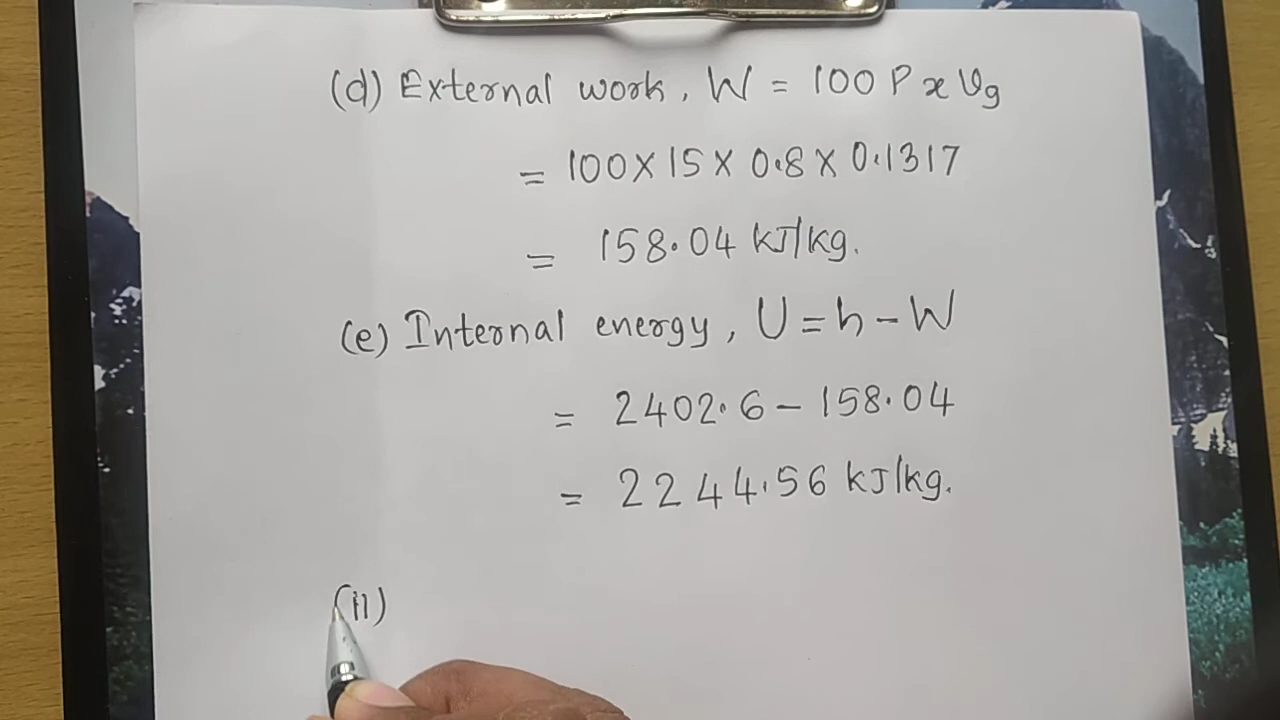 (d) External work, W = 100 P x Vg
= 100 X 15 X 0.8 X 0.1317
= 158.04 kJ/kg.
(e) Internal energy, U = h - W
= 2402.6 - 158.04
= 2244.56 kJ/kg.
(ii)